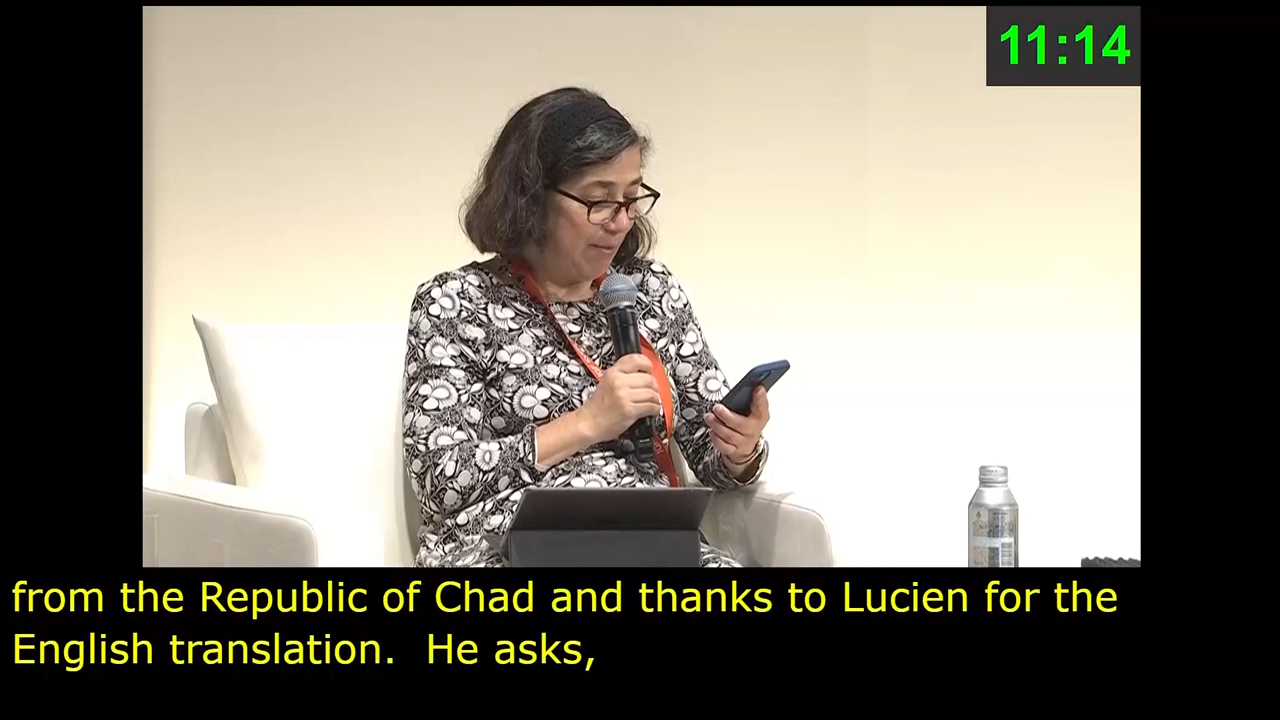 11:14
from the Republic of Chad and thanks to Lucien for the
English translation.  He asks,